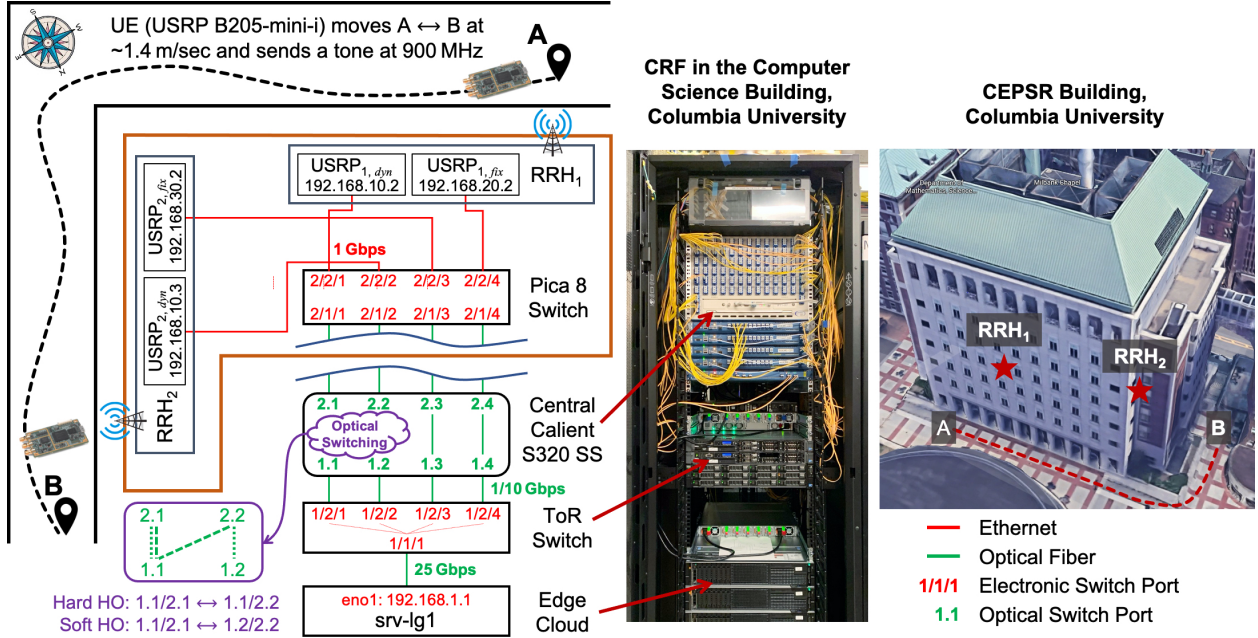 UE (USRP B205-mini-i) moves A ↔ B at
~1.4 m/sec and sends a tone at 900 MHz
S
W
E
N
A
CRF in the Computer
Science Building,
Columbia University
CEPSR Building,
Columbia University
USRP1, dyn
192.168.10.2
USRP1, fix
192.168.20.2
RRH1
USRP2, fix
192.168.30.2
USRP2, dyn
192.168.10.3
RRH2
1 Gbps
2/2/1 2/2/2 2/2/3 2/2/4
2/1/1 2/1/2 2/1/3 2/1/4
Pica 8
Switch
2.1 2.2 2.3 2.4
Optical
Switching
1.1 1.2 1.3 1.4
Central
Calient
S320 SS
1/10 Gbps
1/2/1 1/2/2 1/2/3 1/2/4
1/1/1
ToR
Switch
25 Gbps
eno1: 192.168.1.1
srv-lg1
Edge
Cloud
B
2.1 2.2
1.1 1.2
Hard HO: 1.1/2.1 ↔ 1.1/2.2
Soft HO: 1.1/2.1 ↔ 1.2/2.2
Department
Mathematics, Science...
Milbank Chapel
RRH1
RRH2
A
B
Ethernet
Optical Fiber
1/1/1 Electronic Switch Port
1.1 Optical Switch Port